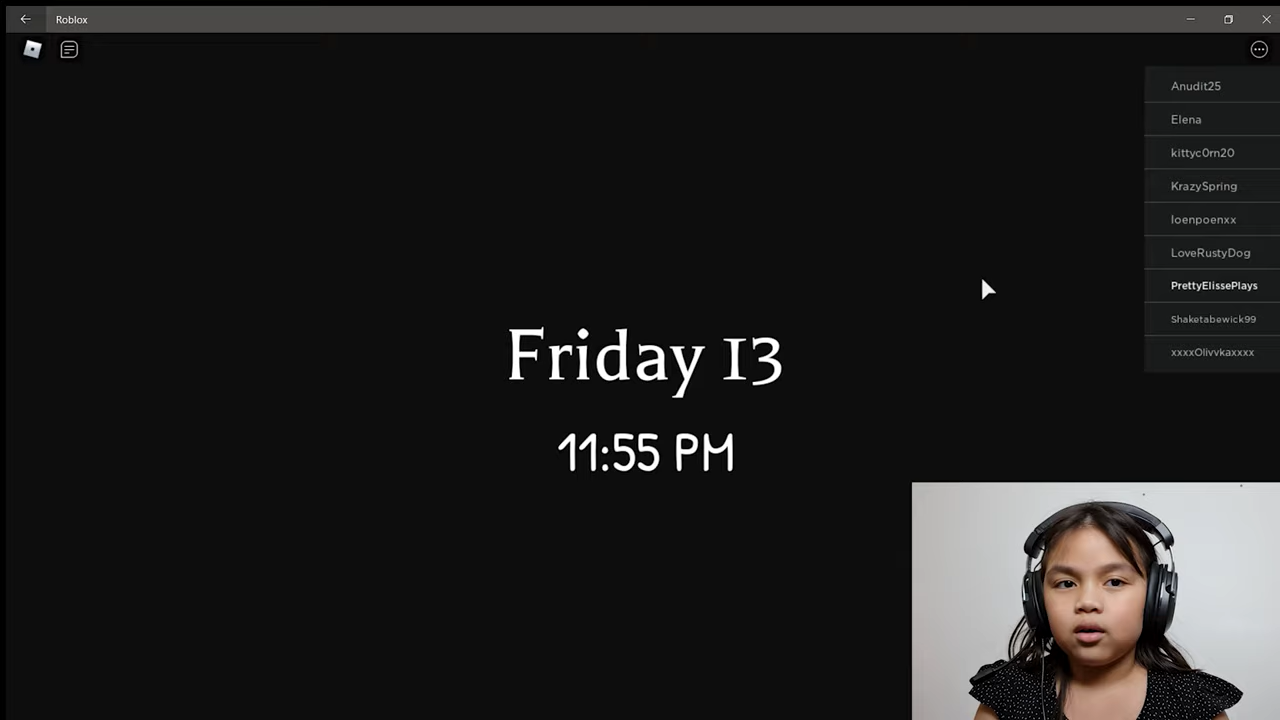 Roblox
Anudit25
Elena
kittyc0rn20
KrazySpring
loenpoenxx
LoveRustyDog
PrettyElissePlays
Shaketabewick99
xxxxOlivvkaxxxx
Friday 13
11:55 PM